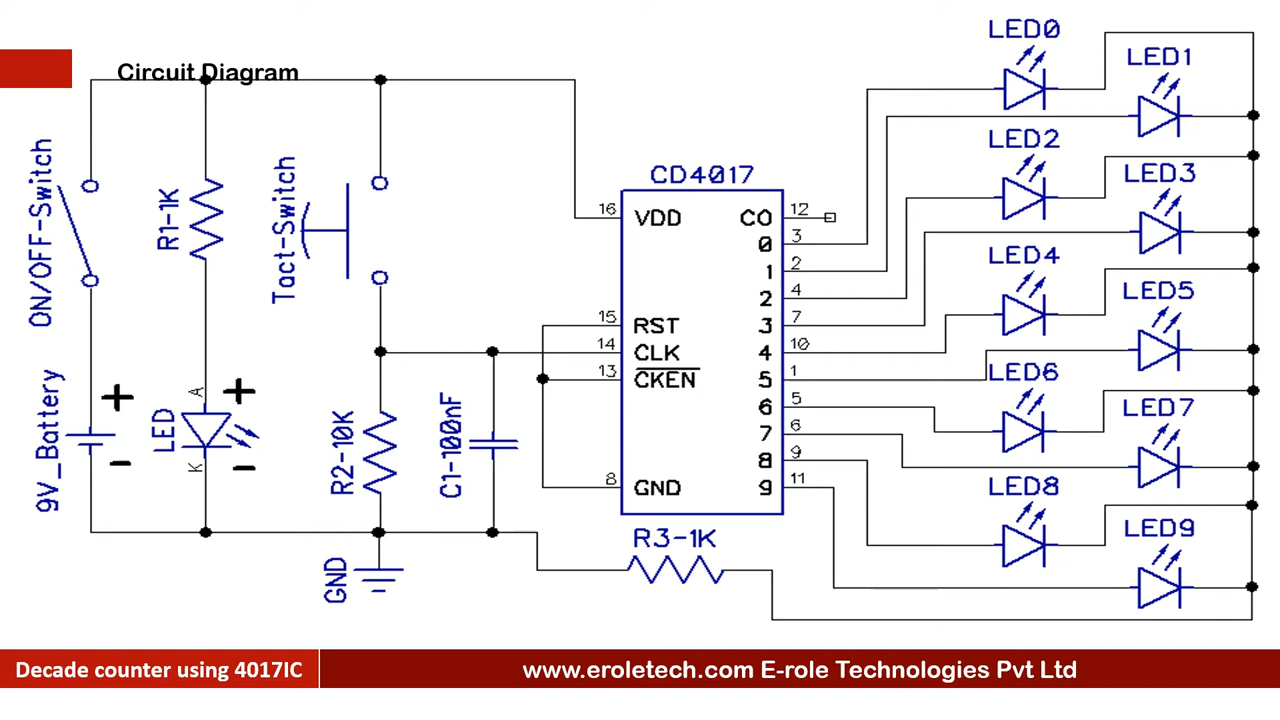 Circuit Diagram
ON/OFF-Switch
9V_Battery
+
-
R1-1K
LED
A
K
+
-
Tact-Switch
R2-10K
C1-100nF
GND
CD4017
16 VDD
15 RST
14 CLK
13 CKEN
8 GND
CO 12
0 3
1 2
2 4
3 7
4 10
5 1
6 5
7 6
8 9
9 11
R3-1K
LED0
LED1
LED2
LED3
LED4
LED5
LED6
LED7
LED8
LED9
Decade counter using 4017IC
www.eroletech.com E-role Technologies Pvt Ltd